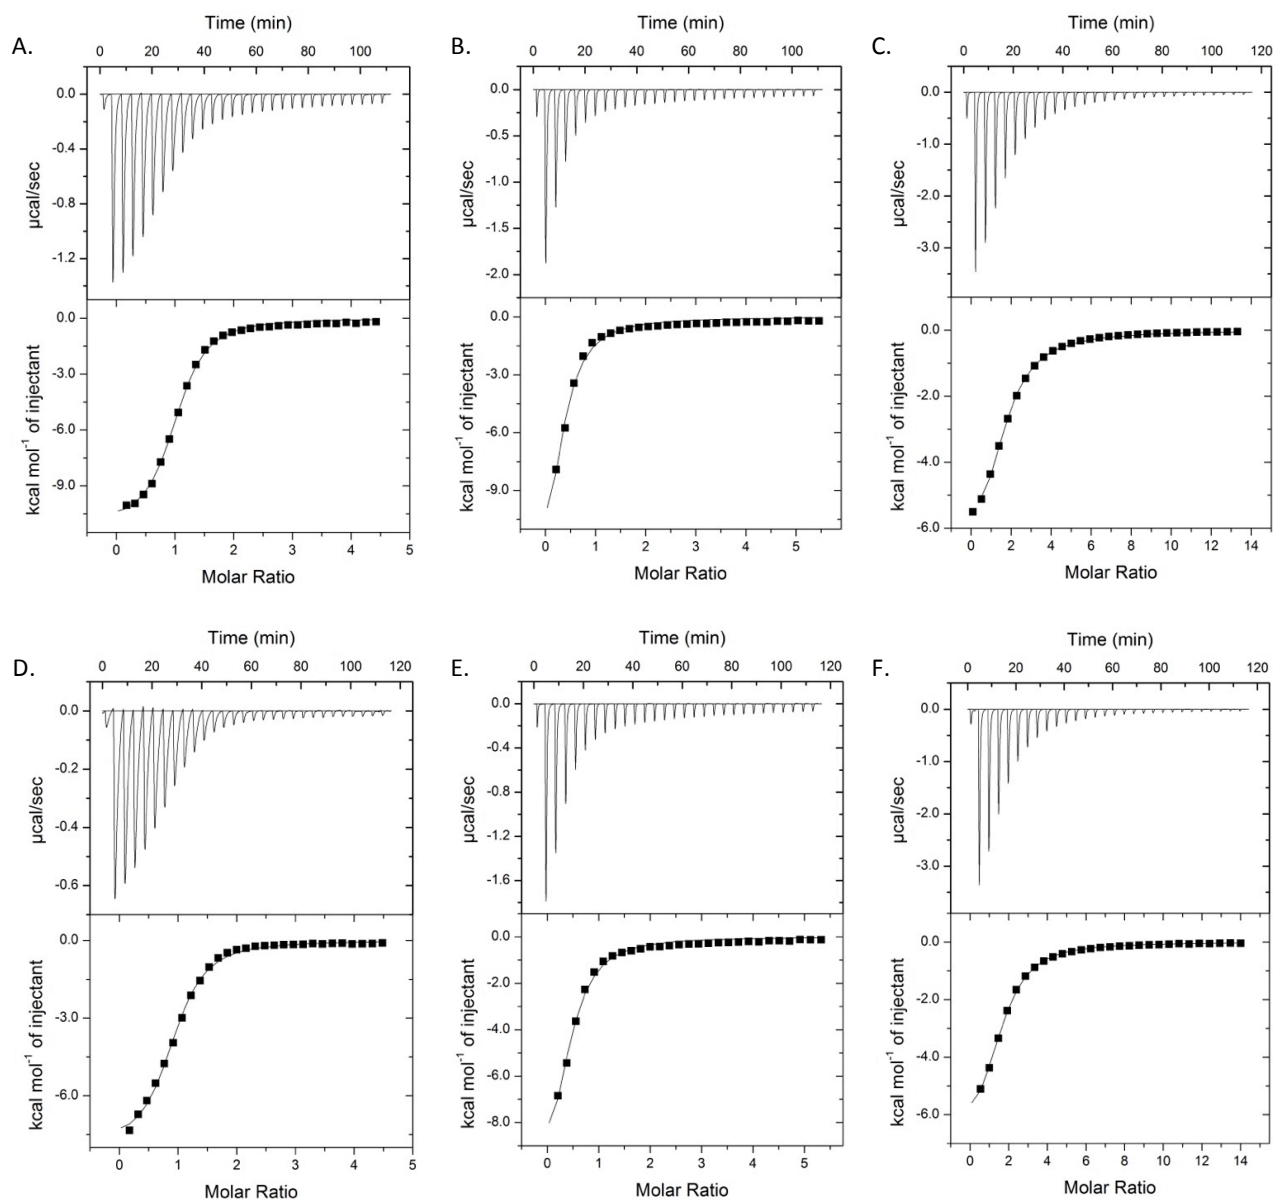 A.
Time (min)
0 20 40 60 80 100
0.0
-0.4
-0.8
-1.2
µcal/sec
0.0
-3.0
-6.0
-9.0
kcal mol⁻¹ of injectant
0 1 2 3 4 5
Molar Ratio
B.
Time (min)
0 20 40 60 80 100
0.0
-0.5
-1.0
-1.5
-2.0
µcal/sec
0.0
-3.0
-6.0
-9.0
kcal mol⁻¹ of injectant
0 1 2 3 4 5
Molar Ratio
C.
Time (min)
0 20 40 60 80 100 120
0.0
-1.0
-2.0
-3.0
µcal/sec
0.0
-2.0
-4.0
-6.0
kcal mol⁻¹ of injectant
0 2 4 6 8 10 12 14
Molar Ratio
D.
Time (min)
0 20 40 60 80 100 120
0.0
-0.2
-0.4
-0.6
µcal/sec
0.0
-3.0
-6.0
kcal mol⁻¹ of injectant
0 1 2 3 4 5
Molar Ratio
E.
Time (min)
0 20 40 60 80 100 120
0.0
-0.4
-0.8
-1.2
-1.6
µcal/sec
0.0
-2.0
-4.0
-6.0
-8.0
kcal mol⁻¹ of injectant
0 1 2 3 4 5
Molar Ratio
F.
Time (min)
0 20 40 60 80 100 120
0.0
-1.0
-2.0
-3.0
µcal/sec
0.0
-2.0
-4.0
-6.0
kcal mol⁻¹ of injectant
0 2 4 6 8 10 12 14
Molar Ratio